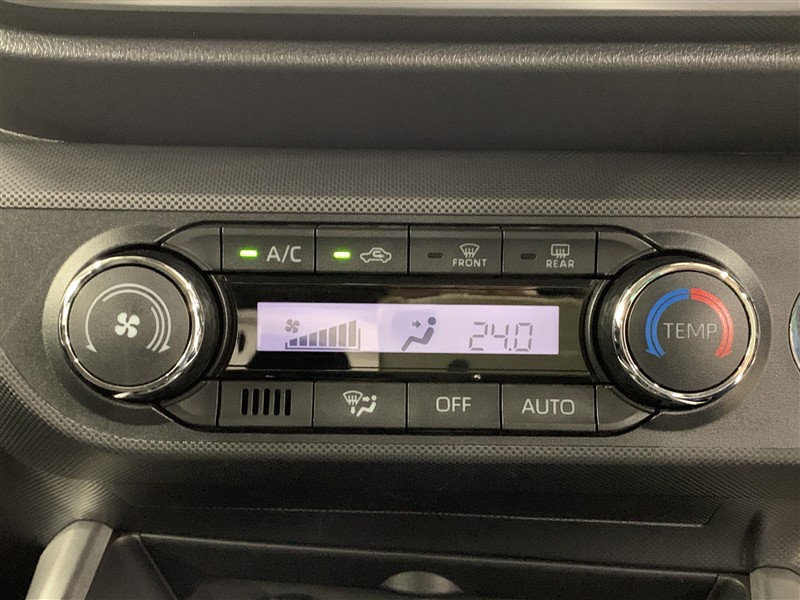 A/C
FRONT
REAR
24.0
TEMP
OFF
AUTO